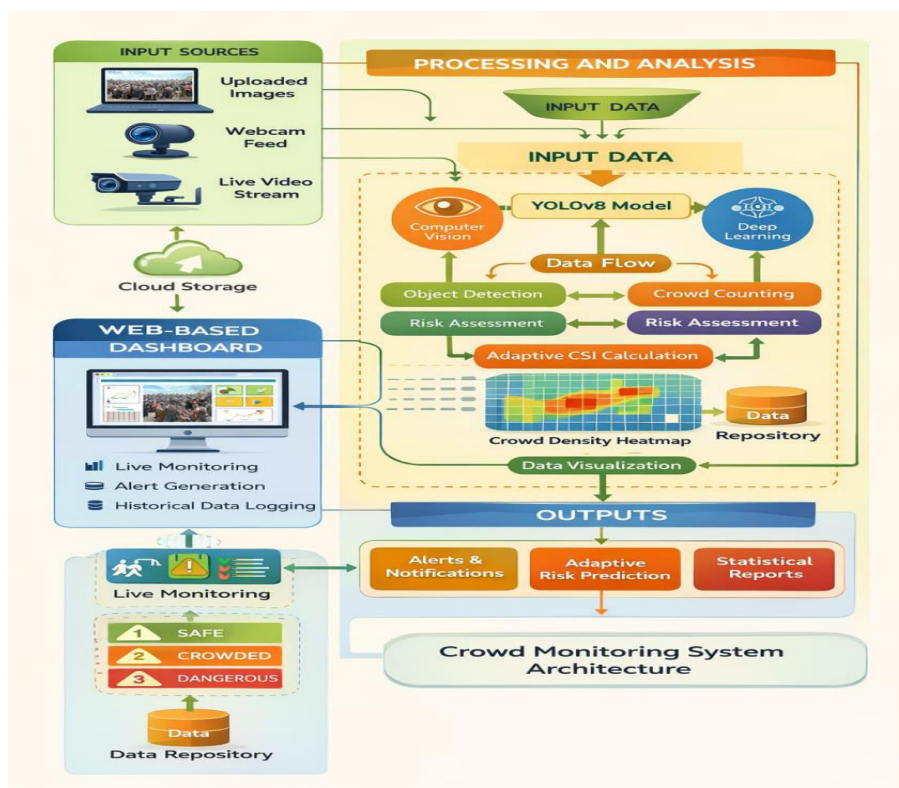 INPUT SOURCES
Uploaded
Images
Webcam
Feed
Live Video
Stream
Cloud Storage
WEB-BASED
DASHBOARD
Live Monitoring
Alert Generation
Historical Data Logging
Live Monitoring
1 SAFE
2 CROWDED
3 DANGEROUS
Data
Data Repository
PROCESSING AND ANALYSIS
INPUT DATA
INPUT DATA
Computer
Vision
YOLOv8 Model
Deep
Learning
Data Flow
Object Detection
Crowd Counting
Risk Assessment
Risk Assessment
Adaptive CSI Calculation
Crowd Density Heatmap
Data
Repository
Data Visualization
OUTPUTS
Alerts &
Notifications
Adaptive
Risk Prediction
Statistical
Reports
Crowd Monitoring System
Architecture